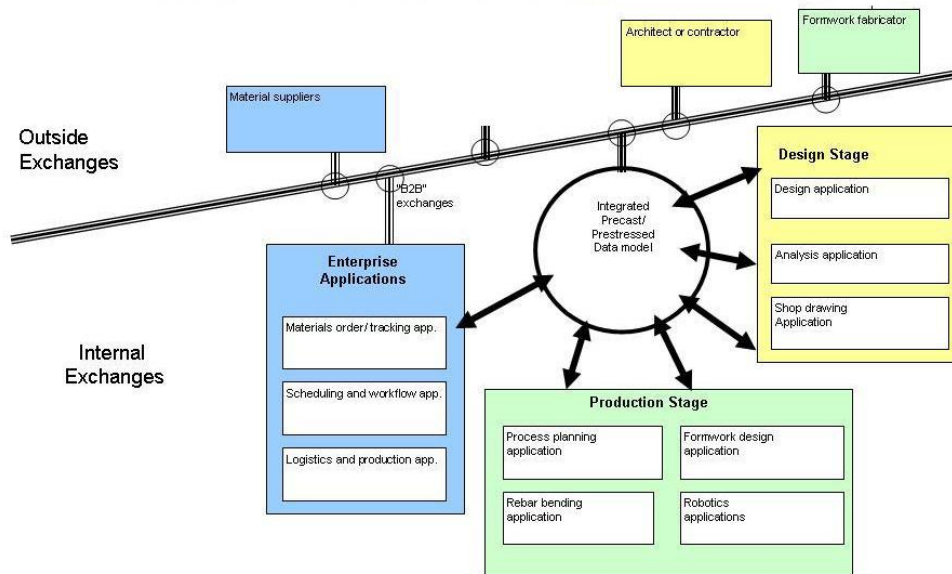 Formwork fabricator
Architect or contractor
Material suppliers
Outside
Exchanges
"B2B"
exchanges
Design Stage
Design application
Analysis application
Shop drawing
Application
Integrated
Precast/
Prestressed
Data model
Enterprise
Applications
Materials order/ tracking app.
Scheduling and workflow app.
Logistics and production app.
Internal
Exchanges
Production Stage
Process planning
application
Formwork design
application
Rebar bending
application
Robotics
applications